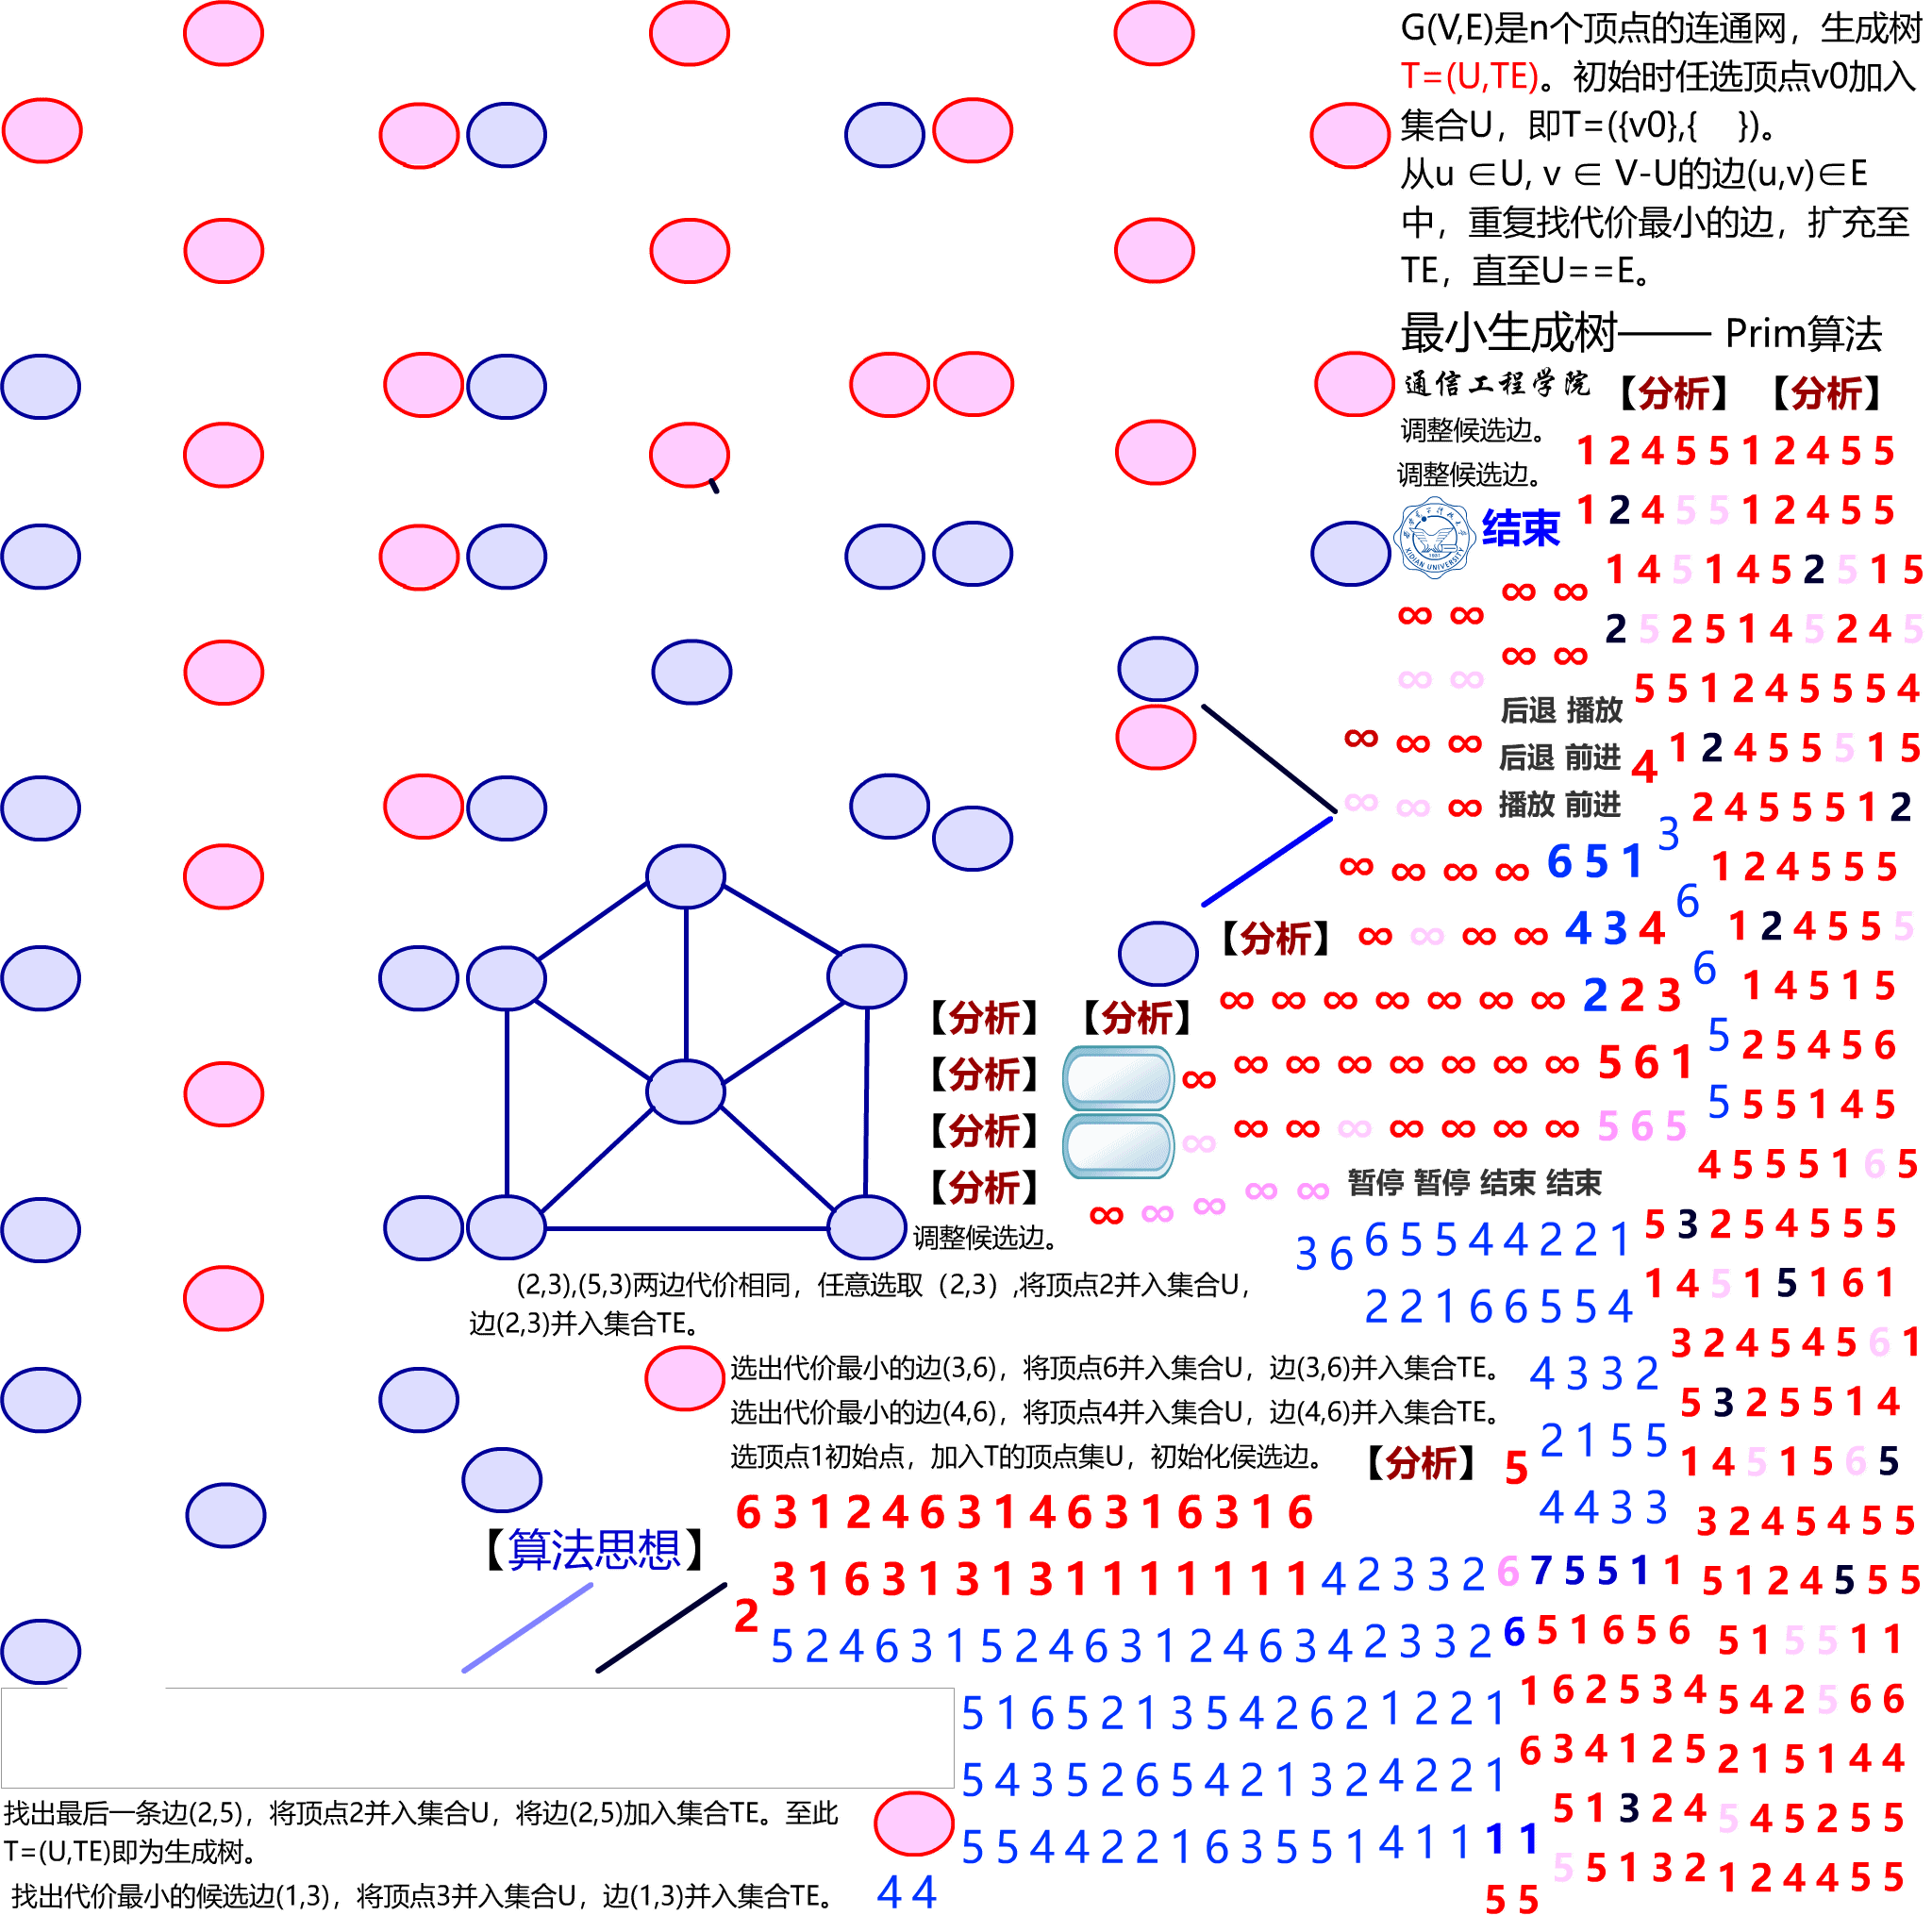 G(V,E)是n个顶点的连通网，生成树
T=(U,TE)。初始时任选顶点v0加入
集合U，即T=({v0},{ })。
从u ∈U, v ∈ V-U的边(u,v)∈E
中，重复找代价最小的边，扩充至
TE，直至U==E。
最小生成树—— Prim算法
通信工程学院 【分析】 【分析】
调整候选边。
1 2 4 5 5 1 2 4 5 5
调整候选边。
1 2 4 5 5 1 2 4 5 5
XIDIAN UNIVERSITY
结束
1 4 5 1 4 5 2 5 1 5
∞ ∞
∞ ∞
2 5 2 5 1 4 5 2 4 5
∞ ∞
∞ ∞
5 5 1 2 4 5 5 5 4
后退 播放
∞ ∞ ∞
1 2 4 5 5 5 1 5
后退 前进 4
∞ ∞ ∞
播放 前进
2 4 5 5 5 1 2
3
∞ ∞ ∞ ∞ 6 5 1
1 2 4 5 5 5
6
【分析】 ∞ ∞ ∞ ∞ 4 3 4
1 2 4 5 5 5
6
1 4 5 1 5
∞ ∞ ∞ ∞ ∞ ∞ ∞ 2 2 3
【分析】 【分析】
5
2 5 4 5 6
∞ ∞ ∞ ∞ ∞ ∞ ∞ ∞ 5 6 1
【分析】
5 5 5 1 4 5
∞ ∞ ∞ ∞ ∞ ∞ ∞ ∞ 5 6 5
【分析】
4 5 5 5 1 6 5
【分析】
∞ ∞ ∞ ∞ ∞ 暂停 暂停 结束 结束
5 3 2 5 4 5 5 5
调整候选边。
3 6 6 5 5 4 4 2 2 1
(2,3),(5,3)两边代价相同，任意选取（2,3）,将顶点2并入集合U，
1 4 5 1 5 1 6 1
边(2,3)并入集合TE。
2 2 1 6 6 5 5 4
3 2 4 5 4 5 6 1
选出代价最小的边(3,6)，将顶点6并入集合U，边(3,6)并入集合TE。
4 3 3 2
5 3 2 5 5 1 4
选出代价最小的边(4,6)，将顶点4并入集合U，边(4,6)并入集合TE。
2 1 5 5
选顶点1初始点，加入T的顶点集U，初始化候选边。
【分析】 5
1 4 5 1 5 6 5
6 3 1 2 4 6 3 1 4 6 3 1 6 3 1 6
4 4 3 3
3 2 4 5 4 5 5
【算法思想】
3 1 6 3 1 3 1 3 1 1 1 1 1 1 1 4 2 3 3 2 6 7 5 5 1 1
5 1 2 4 5 5 5
2
5 2 4 6 3 1 5 2 4 6 3 1 2 4 6 3 4 2 3 3 2 6 5 1 6 5 6
5 1 5 5 1 1
5 1 6 5 2 1 3 5 4 2 6 2 1 2 2 1
1 6 2 5 3 4
5 4 2 5 6 6
5 4 3 5 2 6 5 4 2 1 3 2 4 2 2 1
6 3 4 1 2 5
2 1 5 1 4 4
找出最后一条边(2,5)，将顶点2并入集合U，将边(2,5)加入集合TE。至此
T=(U,TE)即为生成树。
5 1 3 2 4
5 4 5 2 5 5
5 5 4 4 2 2 1 6 3 5 5 1 4 1 1 1 1
5 5 1 3 2
1 2 4 4 5 5
找出代价最小的候选边(1,3)，将顶点3并入集合U，边(1,3)并入集合TE。
4 4
5 5